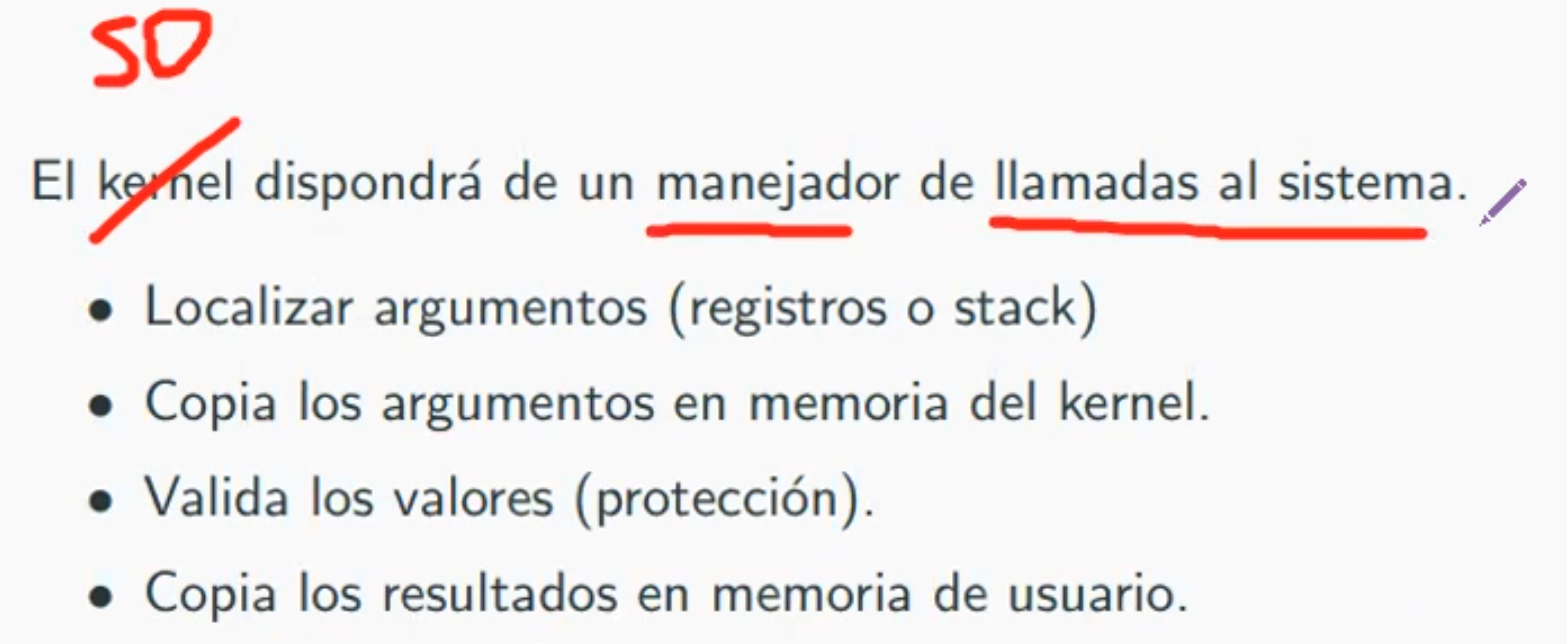 SO
El kernel dispondrá de un manejador de llamadas al sistema.
• Localizar argumentos (registros o stack)
• Copia los argumentos en memoria del kernel.
• Valida los valores (protección).
• Copia los resultados en memoria de usuario.